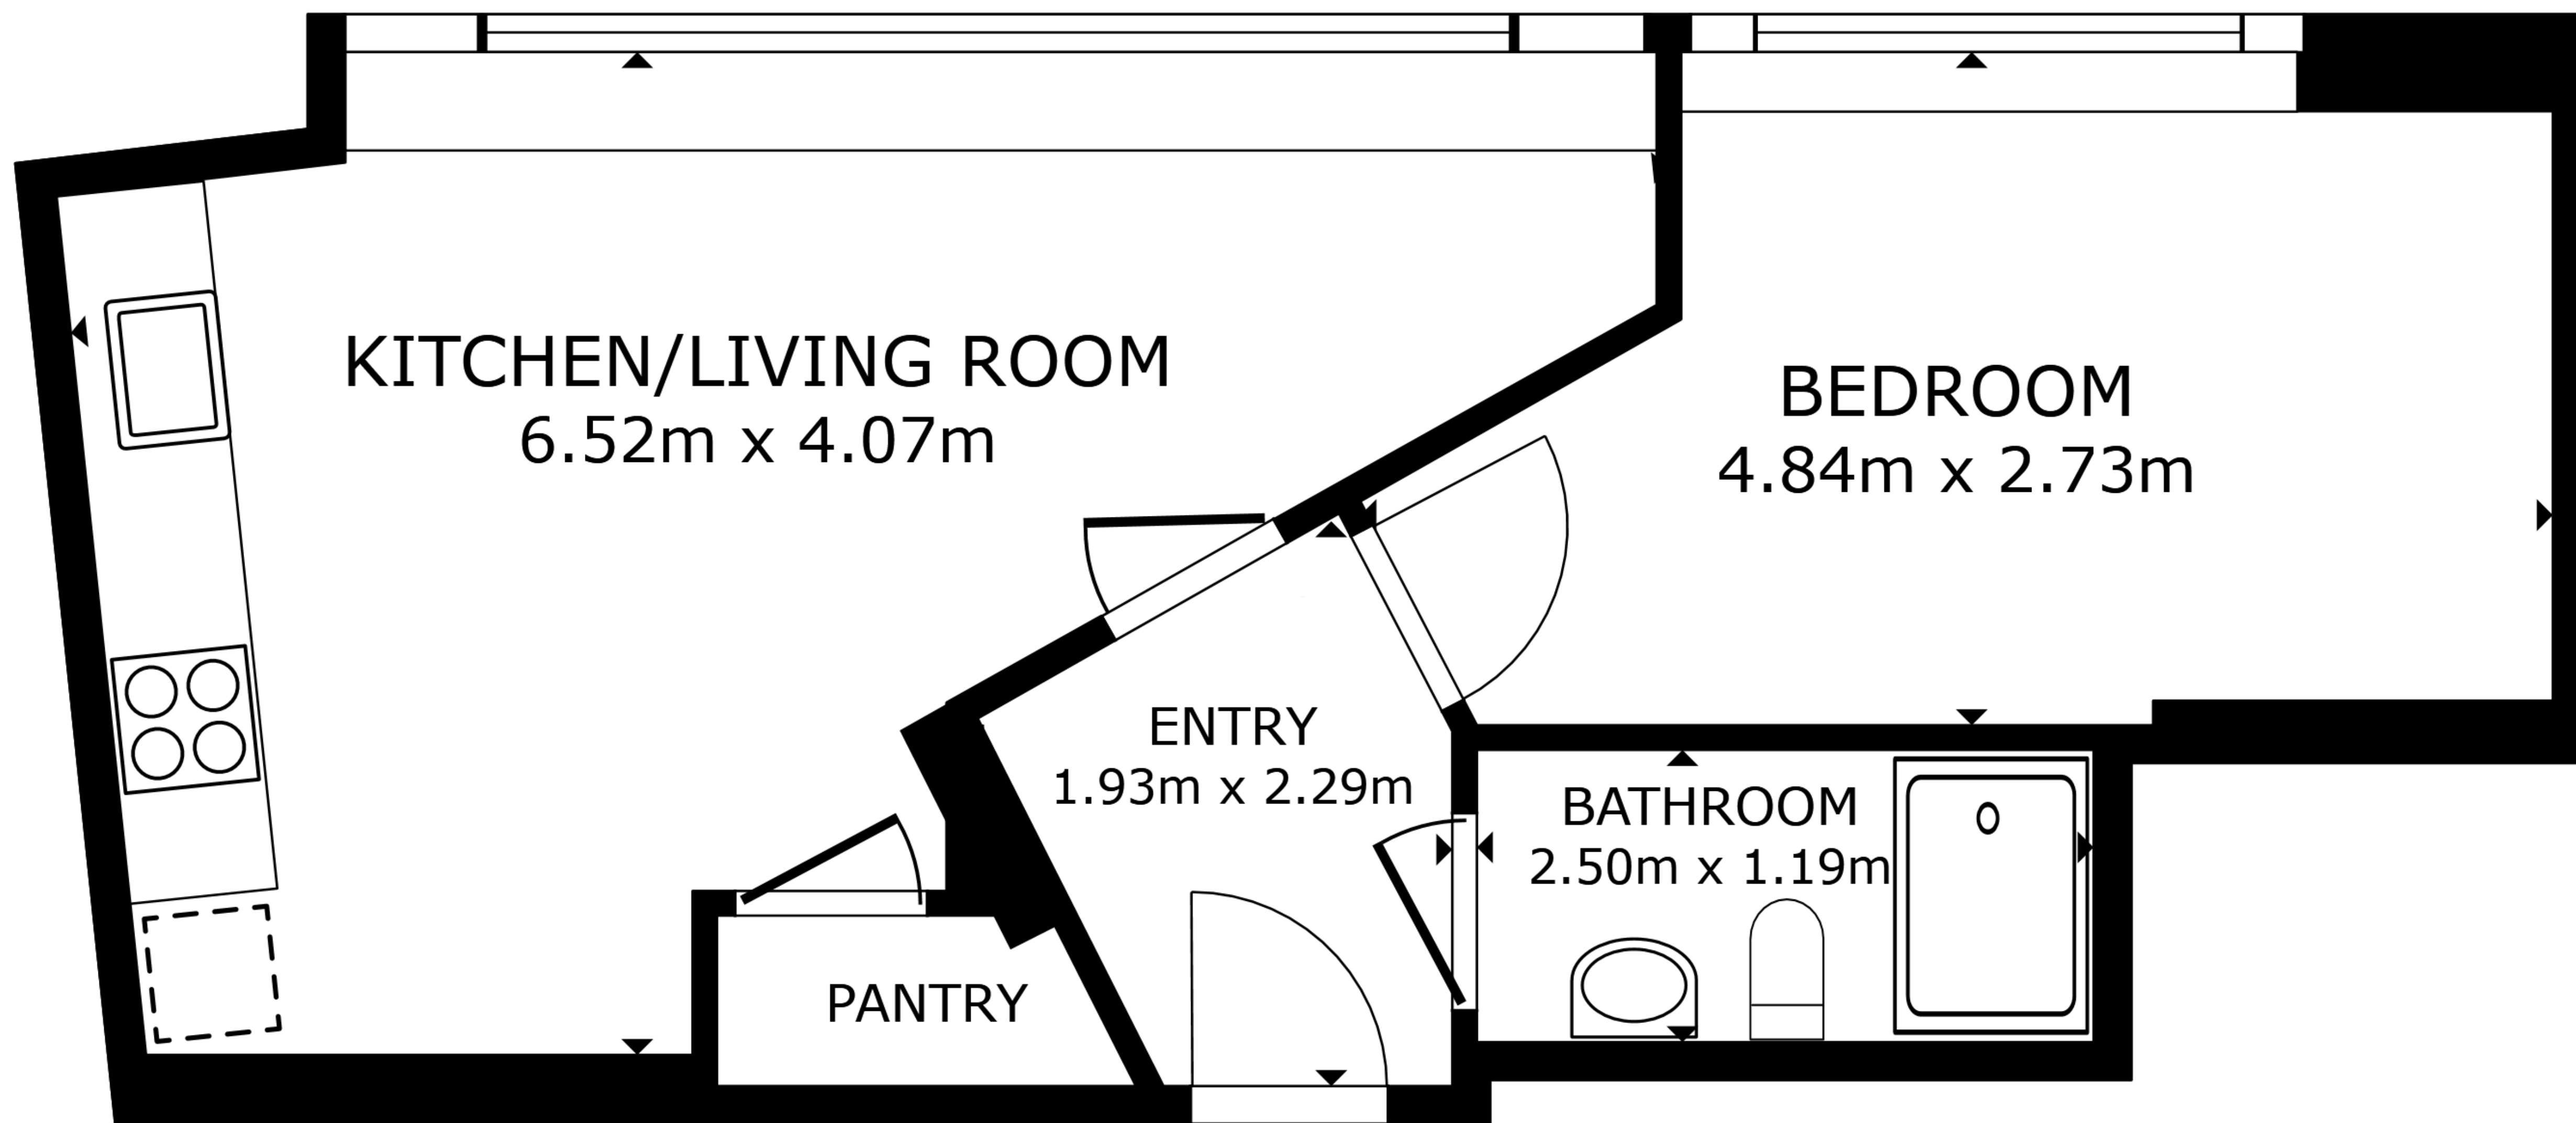 KITCHEN/LIVING ROOM
6.52m x 4.07m
BEDROOM
4.84m x 2.73m
ENTRY
1.93m x 2.29m
BATHROOM
2.50m x 1.19m
PANTRY